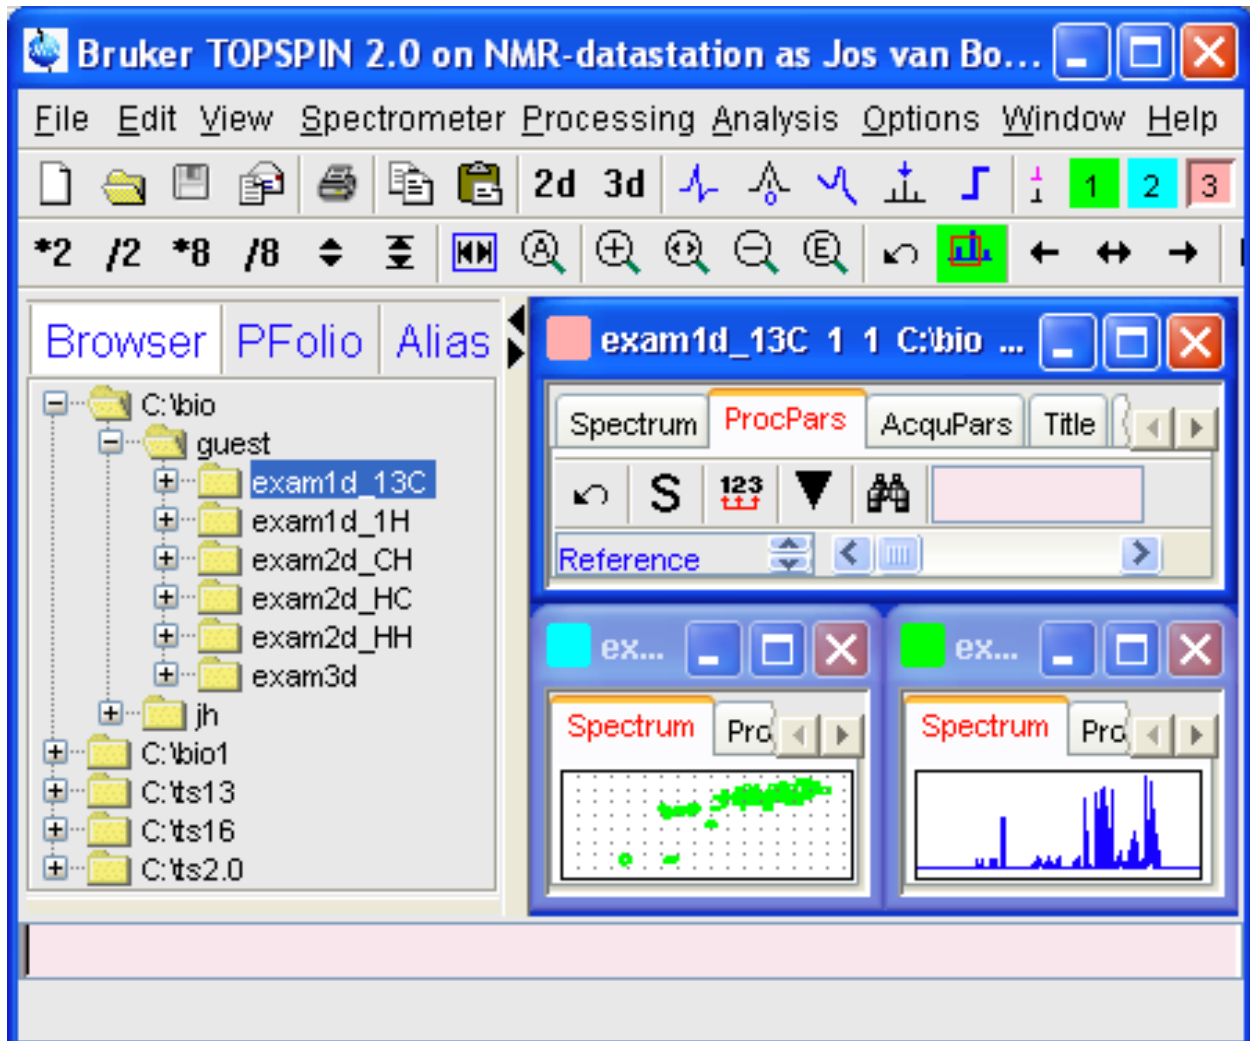 Bruker TOPSPIN 2.0 on NMR-datastation as Jos van Bo...
File Edit View Spectrometer Processing Analysis Options Window Help
2d 3d 1 2 3
*2 /2 *8 /8 A E
Browser PFolio Alias
C:\bio
guest
exam1d_13C
exam1d_1H
exam2d_CH
exam2d_HC
exam2d_HH
exam3d
jh
C:\bio1
C:\ts13
C:\ts16
C:\ts2.0
exam1d_13C 1 1 C:\bio ...
Spectrum ProcPars AcquPars Title
S 123
Reference
ex...
Spectrum
ex...
Spectrum